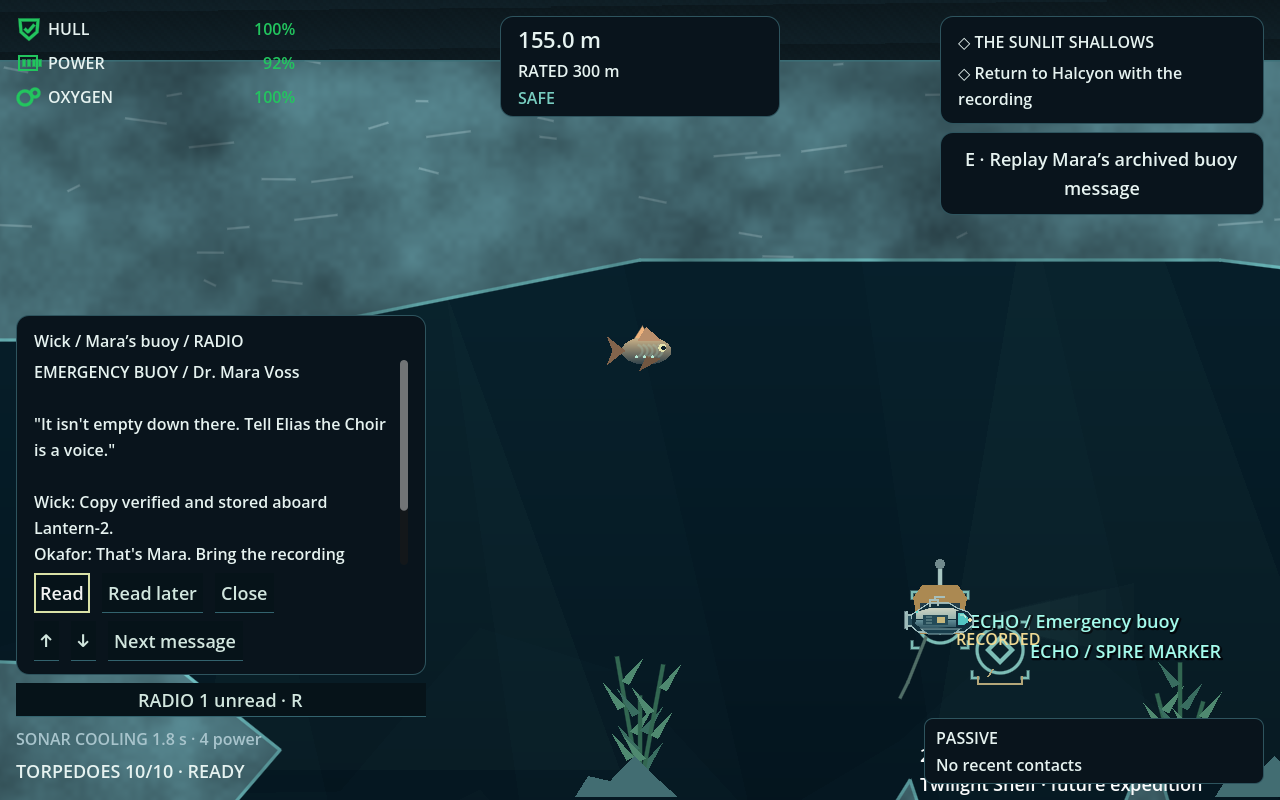 HULL 100%
POWER 92%
OXYGEN 100%
155.0 m
RATED 300 m
SAFE
◇ THE SUNLIT SHALLOWS
◇ Return to Halcyon with the
recording
E · Replay Mara’s archived buoy
message
Wick / Mara’s buoy / RADIO
EMERGENCY BUOY / Dr. Mara Voss
"It isn't empty down there. Tell Elias the Choir
is a voice."
Wick: Copy verified and stored aboard
Lantern-2.
Okafor: That's Mara. Bring the recording
Read Read later Close
↑ ↓ Next message
RADIO 1 unread · R
SONAR COOLING 1.8 s · 4 power
TORPEDOES 10/10 · READY
ECHO / Emergency buoy
RECORDED
ECHO / SPIRE MARKER
PASSIVE
No recent contacts
Twilight Shelf · future expedition